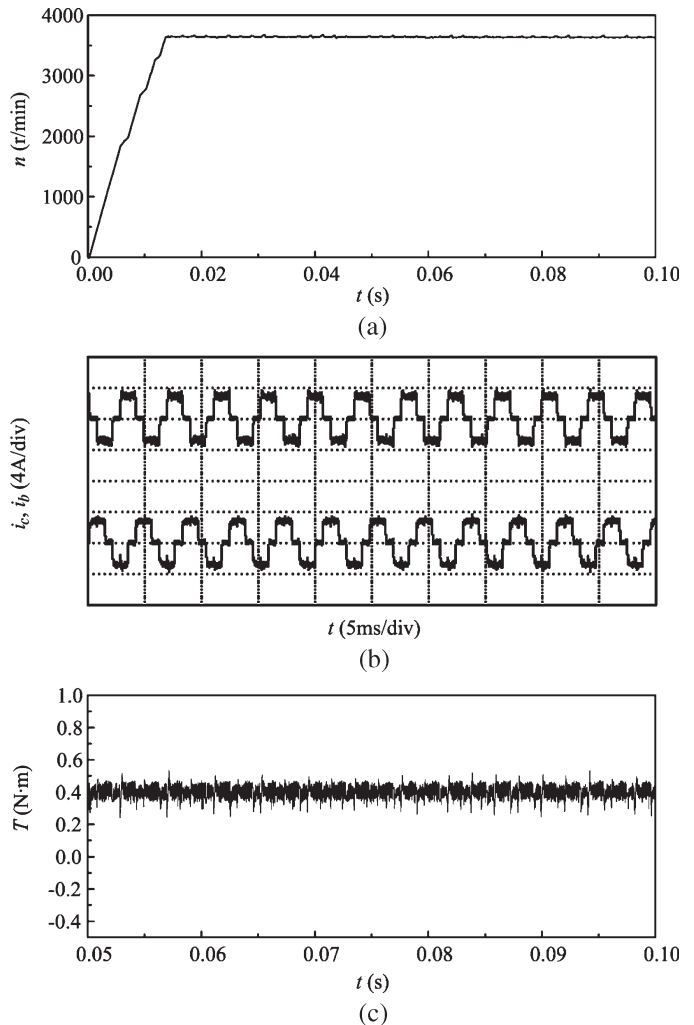 4000
3000
2000
1000
0
n (r/min)
0.00 0.02 0.04 0.06 0.08 0.10
t (s)
(a)
i_c, i_b (4A/div)
t (5ms/div)
(b)
1.0
0.8
0.6
0.4
0.2
0.0
-0.2
-0.4
T (N·m)
0.05 0.06 0.07 0.08 0.09 0.10
t (s)
(c)